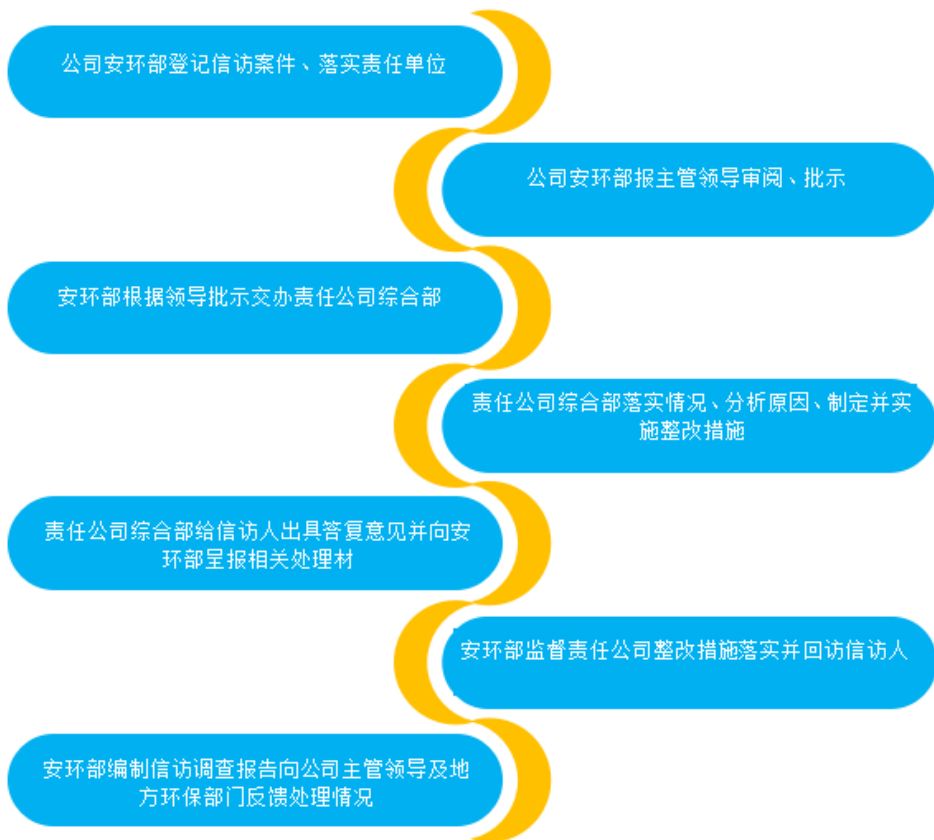 公司安环部登记信访案件、落实责任单位
公司安环部报主管领导审阅、批示
安环部根据领导批示交办责任公司综合部
责任公司综合部落实情况、分析原因、制定并实
施整改措施
责任公司综合部给信访人出具答复意见并向安
环部呈报相关处理材
安环部监督责任公司整改措施落实并回访信访人
安环部编制信访调查报告向公司主管领导及地
方环保部门反馈处理情况